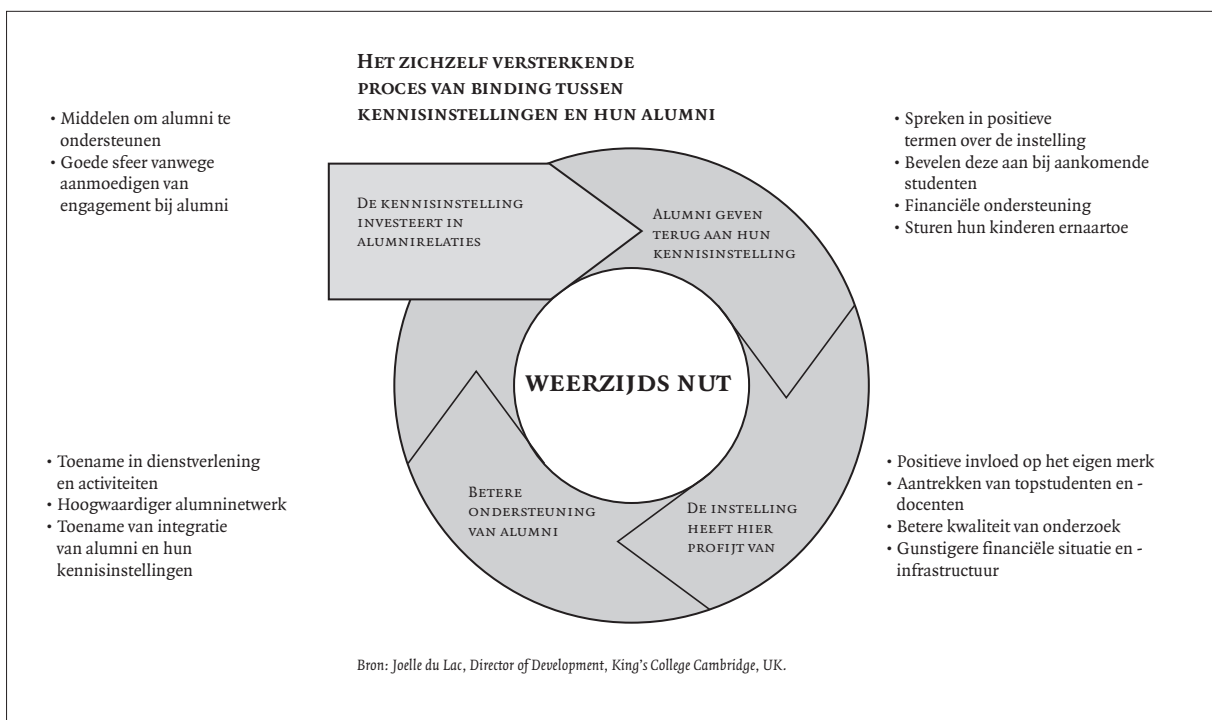 Het zichzelf versterkende
proces van binding tussen
kennisinstellingen en hun alumni
• Middelen om alumni te
ondersteunen
• Goede sfeer vanwege
aanmoedigen van
engagement bij alumni
De kennisinstelling
investeert in
alumnirelaties
Alumni geven
terug aan hun
kennisinstelling
• Spreken in positieve
termen over de instelling
• Bevelen deze aan bij aankomende
studenten
• Financiële ondersteuning
• Sturen hun kinderen ernaartoe
WEERZIJDS NUT
• Toename in dienstverlening
en activiteiten
• Hoogwaardiger alumninetwerk
• Toename van integratie
van alumni en hun
kennisinstellingen
Betere
ondersteuning
van alumni
De instelling
heeft hier
profijt van
• Positieve invloed op het eigen merk
• Aantrekken van topstudenten en -
docenten
• Betere kwaliteit van onderzoek
• Gunstigere financiële situatie en -
infrastructuur
Bron: Joelle du Lac, Director of Development, King's College Cambridge, UK.